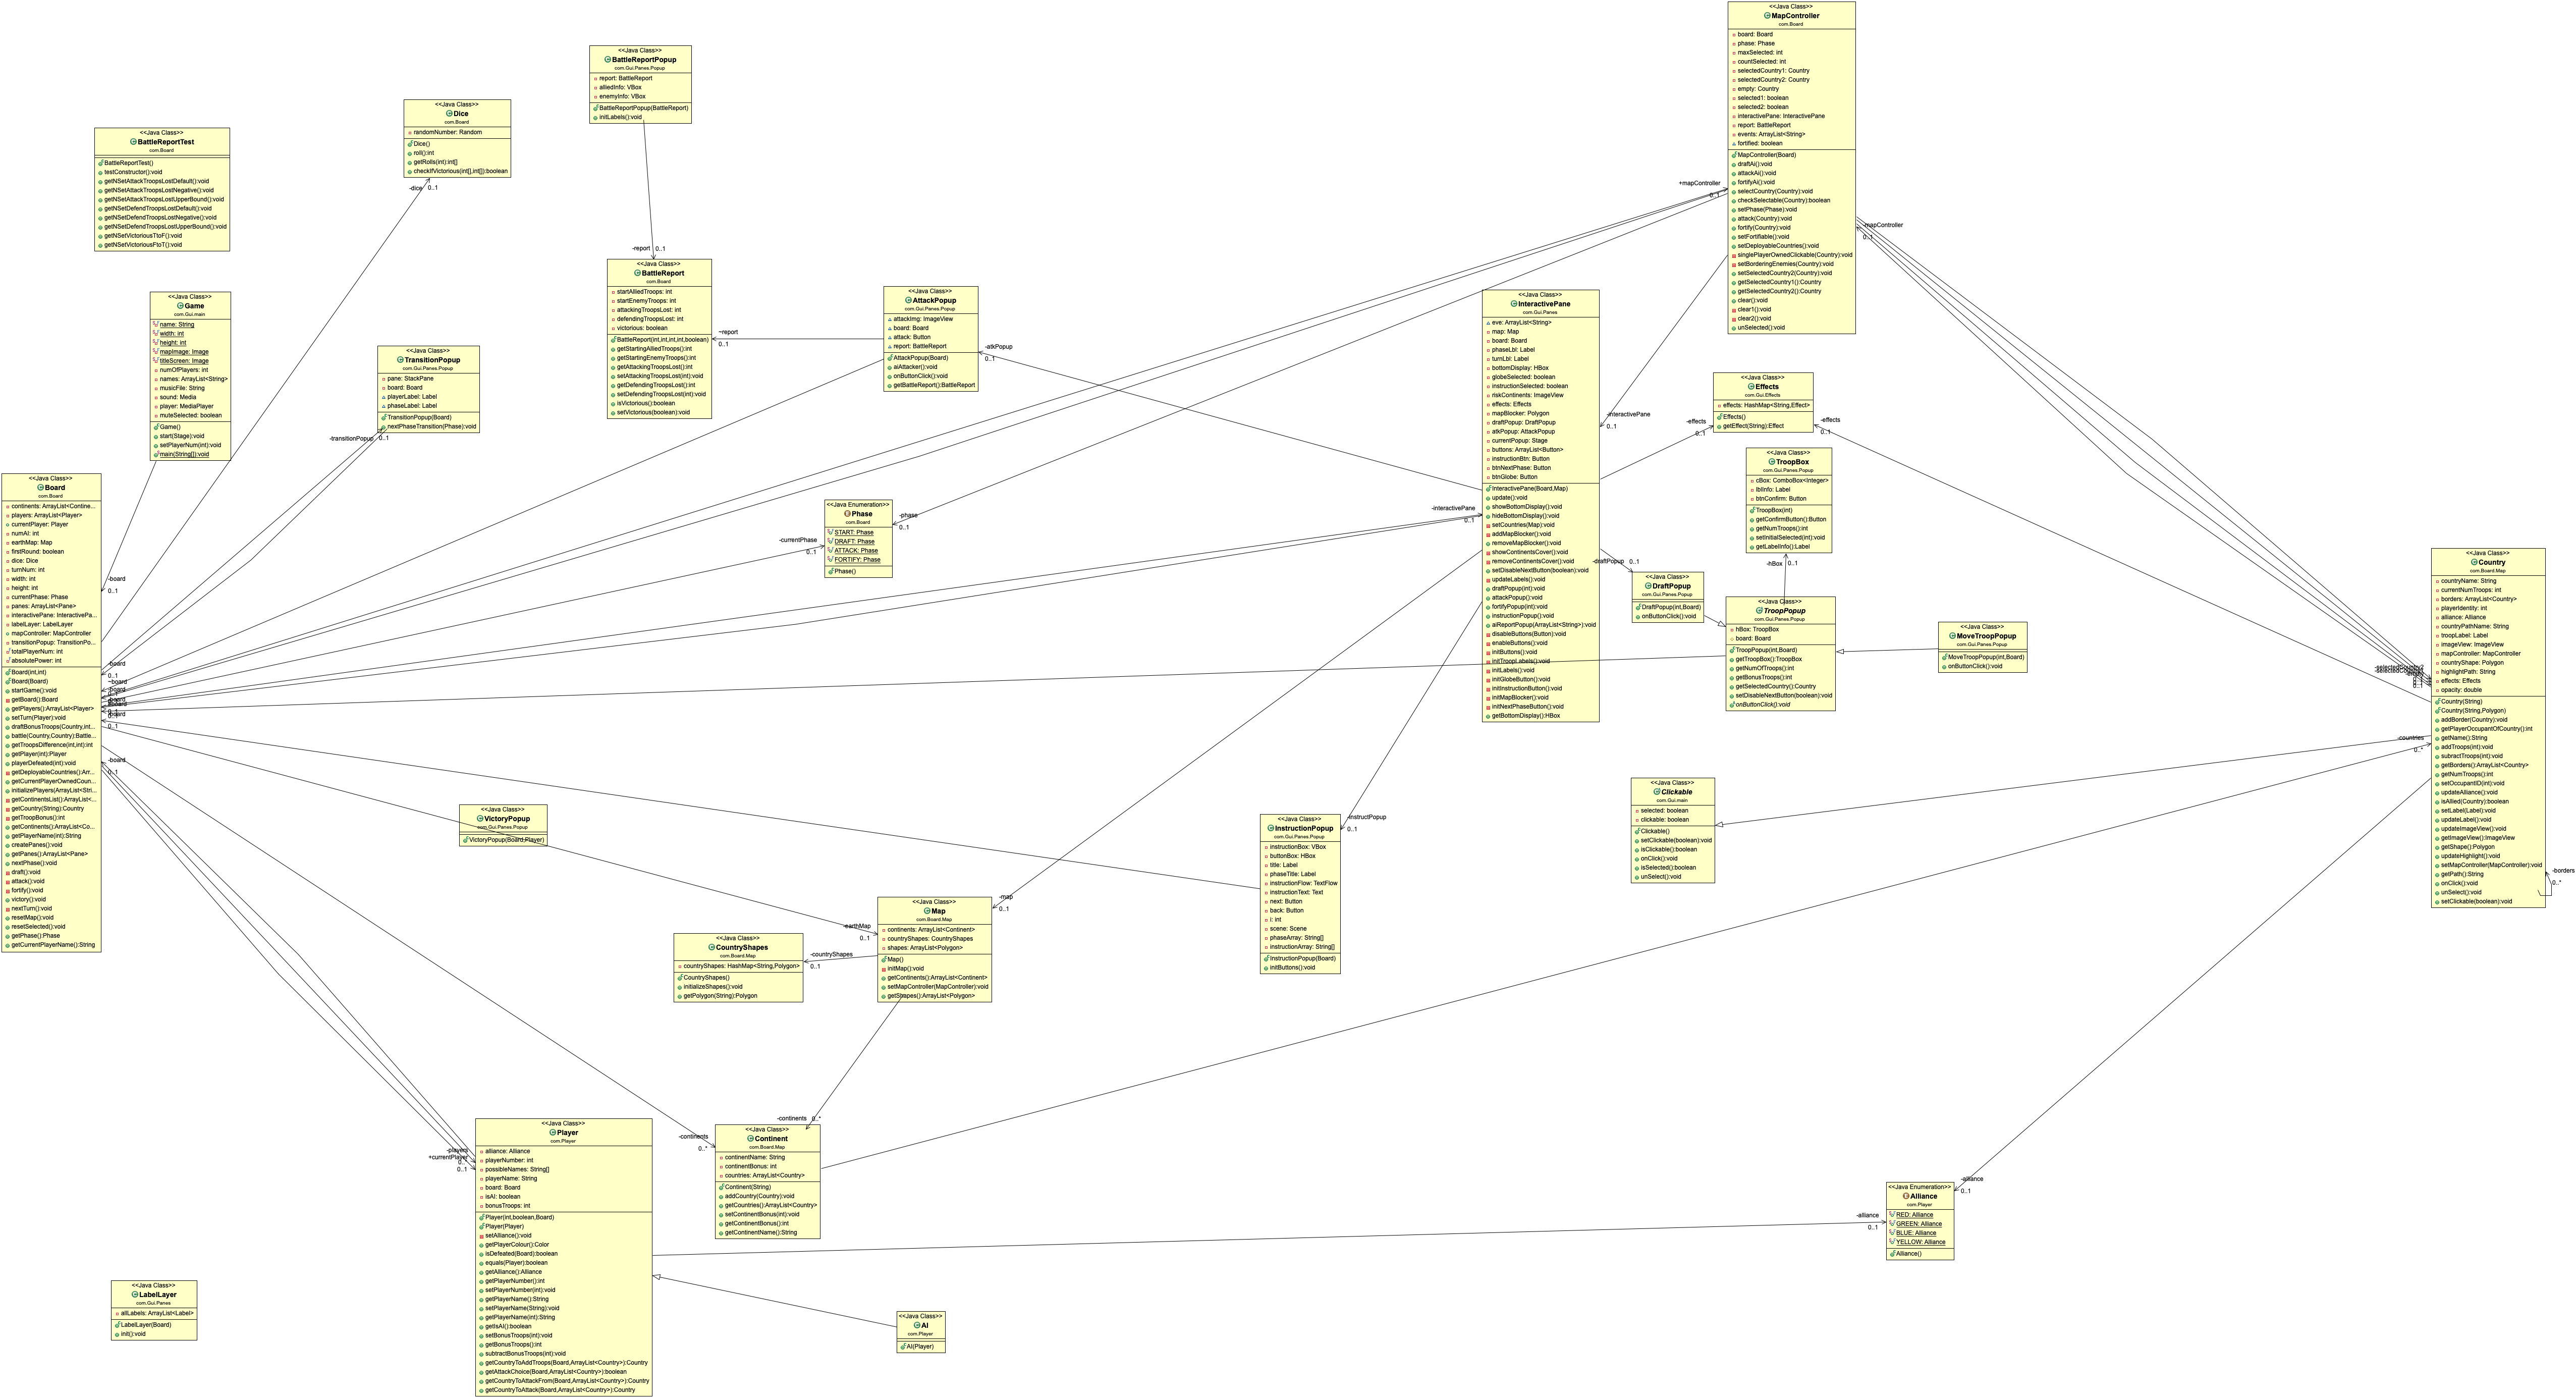 <<Java Class>>
MapController
com.Board
board: Board
phase: Phase
maxSelected: int
countSelected: int
selectedCountry1: Country
selectedCountry2: Country
empty: Country
selected1: boolean
selected2: boolean
interactivePane: InteractivePane
report: BattleReport
events: ArrayList<String>
fortified: boolean
MapController(Board)
draftAi():void
attackAi():void
fortifyAi():void
selectCountry(Country):void
checkSelectable(Country):boolean
setPhase(Phase):void
attack(Country):void
fortify(Country):void
setFortifiable():void
setDeployableCountries():void
singlePlayerOwnedClickable(Country):void
setBorderingEnemies(Country):void
setSelectedCountry2(Country):void
getSelectedCountry1():Country
getSelectedCountry2():Country
clear():void
clear1():void
clear2():void
unSelected():void
<<Java Class>>
BattleReportPopup
com.Gui.Panes.Popup
report: BattleReport
alliedInfo: VBox
enemyInfo: VBox
BattleReportPopup(BattleReport)
initLabels():void
<<Java Class>>
Dice
com.Board
randomNumber: Random
Dice()
roll():int
getRolls(int):int[]
checkIfVictorious(int[],int[]):boolean
-dice
0..1
<<Java Class>>
BattleReportTest
com.Board
BattleReportTest()
testConstructor():void
getNSetAttackTroopsLostDefault():void
getNSetAttackTroopsLostNegative():void
getNSetAttackTroopsLostUpperBound():void
getNSetDefendTroopsLostDefault():void
getNSetDefendTroopsLostNegative():void
getNSetDefendTroopsLostUpperBound():void
getNSetVictoriousTtoF():void
getNSetVictoriousFtoT():void
+mapController
0..1
-mapController
0..1
-report
0..1
<<Java Class>>
BattleReport
com.Board
startAlliedTroops: int
startEnemyTroops: int
attackingTroopsLost: int
defendingTroopsLost: int
victorious: boolean
BattleReport(int,int,int,int,boolean)
getStartingAlliedTroops():int
getStartingEnemyTroops():int
getAttackingTroopsLost():int
setAttackingTroopsLost(int):void
getDefendingTroopsLost():int
setDefendingTroopsLost(int):void
isVictorious():boolean
setVictorious(boolean):void
<<Java Class>>
AttackPopup
com.Gui.Panes.Popup
attackImg: ImageView
board: Board
attack: Button
report: BattleReport
AttackPopup(Board)
aiAttacker():void
onButtonClick():void
getBattleReport():BattleReport
~report
0..1
-atkPopup
0..1
<<Java Class>>
Game
com.Gui.main
name: String
width: int
height: int
mapImage: Image
titleScreen: Image
numOfPlayers: int
names: ArrayList<String>
musicFile: String
sound: Media
player: MediaPlayer
muteSelected: boolean
Game()
start(Stage):void
setPlayerNum(int):void
main(String[]):void
<<Java Class>>
TransitionPopup
com.Gui.Panes.Popup
pane: StackPane
board: Board
playerLabel: Label
phaseLabel: Label
TransitionPopup(Board)
nextPhaseTransition(Phase):void
-transitionPopup
0..1
<<Java Class>>
InteractivePane
com.Gui.Panes
eve: ArrayList<String>
map: Map
board: Board
phaseLbl: Label
turnLbl: Label
bottomDisplay: HBox
globeSelected: boolean
instructionSelected: boolean
riskContinents: ImageView
effects: Effects
mapBlocker: Polygon
draftPopup: DraftPopup
atkPopup: AttackPopup
currentPopup: Stage
buttons: ArrayList<Button>
instructionBtn: Button
btnNextPhase: Button
btnGlobe: Button
InteractivePane(Board,Map)
update():void
showBottomDisplay():void
hideBottomDisplay():void
setCountries(Map):void
addMapBlocker():void
removeMapBlocker():void
showContinentsCover():void
removeContinentsCover():void
setDisableNextButton(boolean):void
updateLabels():void
draftPopup(int):void
attackPopup():void
fortifyPopup(int):void
instructionPopup():void
aiReportPopup(ArrayList<String>):void
disableButtons(Button):void
enableButtons():void
initButtons():void
initTroopLabels():void
initLabels():void
initGlobeButton():void
initInstructionButton():void
initMapBlocker():void
initNextPhaseButton():void
getBottomDisplay():HBox
-interactivePane
0..1
-interactivePane
0..1
<<Java Class>>
Effects
com.Gui.Effects
effects: HashMap<String,Effect>
Effects()
getEffect(String):Effect
-effects
0..1
-effects
0..1
<<Java Class>>
TroopBox
com.Gui.Panes.Popup
cBox: ComboBox<Integer>
lblInfo: Label
btnConfirm: Button
TroopBox(int)
getConfirmButton():Button
getNumTroops():int
setInitialSelected(int):void
getLabelInfo():Label
-hBox
0..1
<<Java Class>>
Board
com.Board
continents: ArrayList<Contine...
players: ArrayList<Player>
currentPlayer: Player
numAI: int
earthMap: Map
firstRound: boolean
dice: Dice
turnNum: int
width: int
height: int
currentPhase: Phase
panes: ArrayList<Pane>
interactivePane: InteractivePa...
labelLayer: LabelLayer
mapController: MapController
transitionPopup: TransitionPo...
totalPlayerNum: int
absolutePower: int
Board(int,int)
Board(Board)
startGame():void
getBoard():Board
getPlayers():ArrayList<Player>
setTurn(Player):void
draftBonusTroops(Country,int...
battle(Country,Country):Battle...
getTroopsDifference(int,int):int
getPlayer(int):Player
playerDefeated(int):void
getDeployableCountries():Arr...
getCurrentPlayerOwnedCoun...
initializePlayers(ArrayList<Stri...
getContinentsList():ArrayList<...
getCountry(String):Country
getTroopBonus():int
getContinents():ArrayList<Co...
getPlayerName(int):String
createPanes():void
getPanes():ArrayList<Pane>
nextPhase():void
draft():void
attack():void
fortify():void
victory():void
nextTurn():void
resetMap():void
resetSelected():void
getPhase():Phase
getCurrentPlayerName():String
-board
0..1
-board
0..1
~board
-board
0..1
-board
0..1
<<Java Enumeration>>
Phase
com.Board
START: Phase
DRAFT: Phase
ATTACK: Phase
FORTIFY: Phase
Phase()
-phase
0..1
-currentPhase
0..1
-draftPopup
0..1
<<Java Class>>
DraftPopup
com.Gui.Panes.Popup
DraftPopup(int,Board)
onButtonClick():void
<<Java Class>>
TroopPopup
com.Gui.Panes.Popup
hBox: TroopBox
board: Board
TroopPopup(int,Board)
getTroopBox():TroopBox
getNumOfTroops():int
getBonusTroops():int
getSelectedCountry():Country
setDisableNextButton(boolean):void
onButtonClick():void
<<Java Class>>
MoveTroopPopup
com.Gui.Panes.Popup
MoveTroopPopup(int,Board)
onButtonClick():void
<<Java Class>>
Country
com.Board.Map
countryName: String
currentNumTroops: int
borders: ArrayList<Country>
playerIdentity: int
alliance: Alliance
countryPathName: String
troopLabel: Label
imageView: ImageView
mapController: MapController
countryShape: Polygon
highlightPath: String
effects: Effects
opacity: double
Country(String)
Country(String,Polygon)
addBorder(Country):void
getPlayerOccupantOfCountry():int
getName():String
addTroops(int):void
subractTroops(int):void
getBorders():ArrayList<Country>
getNumTroops():int
setOccupantID(int):void
updateAlliance():void
isAllied(Country):boolean
setLabel(Label):void
updateLabel():void
updateImageView():void
getImageView():ImageView
getShape():Polygon
updateHighlight():void
setMapController(MapController):void
getPath():String
onClick():void
unSelect():void
setClickable(boolean):void
0..1
-countries
0..*
-borders
0..*
<<Java Class>>
Clickable
com.Gui.main
selected: boolean
clickable: boolean
Clickable()
setClickable(boolean):void
isClickable():boolean
onClick():void
isSelected():boolean
unSelect():void
<<Java Class>>
VictoryPopup
com.Gui.Panes.Popup
VictoryPopup(Board,Player)
-instructPopup
0..1
<<Java Class>>
InstructionPopup
com.Gui.Panes.Popup
instructionBox: VBox
buttonBox: HBox
title: Label
phaseTitle: Label
instructionFlow: TextFlow
instructionText: Text
next: Button
back: Button
i: int
scene: Scene
phaseArray: String[]
instructionArray: String[]
InstructionPopup(Board)
initButtons():void
<<Java Class>>
Map
com.Board.Map
continents: ArrayList<Continent>
countryShapes: CountryShapes
shapes: ArrayList<Polygon>
Map()
initMap():void
getContinents():ArrayList<Continent>
setMapController(MapController):void
getShapes():ArrayList<Polygon>
-map
0..1
-earthMap
0..1
<<Java Class>>
CountryShapes
com.Board.Map
countryShapes: HashMap<String,Polygon>
CountryShapes()
initializeShapes():void
getPolygon(String):Polygon
-countryShapes
0..1
-continents
0..*
-continents
0..*
<<Java Class>>
Continent
com.Board.Map
continentName: String
continentBonus: int
countries: ArrayList<Country>
Continent(String)
addCountry(Country):void
getCountries():ArrayList<Country>
setContinentBonus(int):void
getContinentBonus():int
getContinentName():String
<<Java Class>>
Player
com.Player
alliance: Alliance
playerNumber: int
possibleNames: String[]
playerName: String
board: Board
isAI: boolean
bonusTroops: int
Player(int,boolean,Board)
Player(Player)
setAlliance():void
getPlayerColour():Color
isDefeated(Board):boolean
equals(Player):boolean
getAlliance():Alliance
getPlayerNumber():int
setPlayerNumber(int):void
getPlayerName():String
setPlayerName(String):void
getPlayerName(int):String
getIsAI():boolean
setBonusTroops(int):void
getBonusTroops():int
subtractBonusTroops(int):void
getCountryToAddTroops(Board,ArrayList<Country>):Country
getAttackChoice(Board,ArrayList<Country>):boolean
getCountryToAttackFrom(Board,ArrayList<Country>):Country
getCountryToAttack(Board,ArrayList<Country>):Country
-players
+currentPlayer
0..1
<<Java Enumeration>>
Alliance
com.Player
RED: Alliance
GREEN: Alliance
BLUE: Alliance
YELLOW: Alliance
Alliance()
-alliance
0..1
-alliance
0..1
<<Java Class>>
LabelLayer
com.Gui.Panes
allLabels: ArrayList<Label>
LabelLayer(Board)
init():void
<<Java Class>>
AI
com.Player
AI(Player)